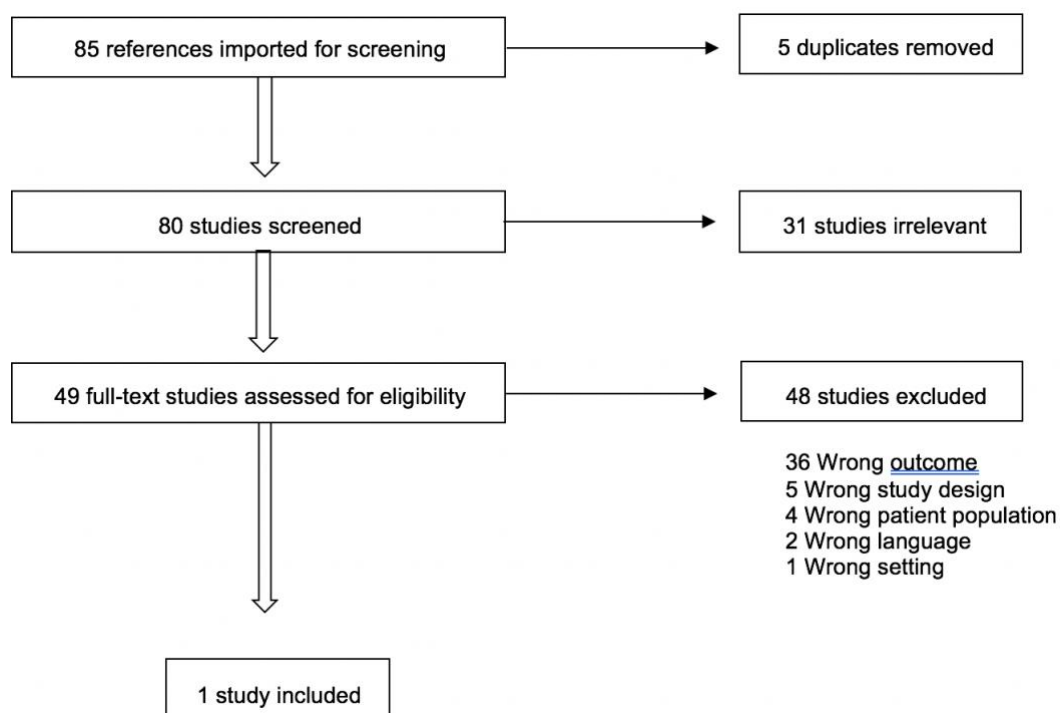 85 references imported for screening
5 duplicates removed
80 studies screened
31 studies irrelevant
49 full-text studies assessed for eligibility
48 studies excluded
36 Wrong outcome
5 Wrong study design
4 Wrong patient population
2 Wrong language
1 Wrong setting
1 study included